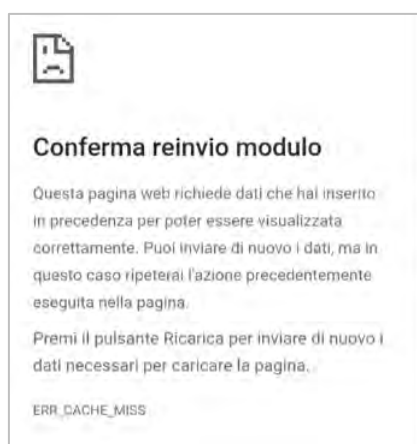 Conferma reinvio modulo
Questa pagina web richiede dati che hai inserito
in precedenza per poter essere visualizzata
correttamente. Puoi inviare di nuovo i dati, ma in
questo caso ripeterai l'azione precedentemente
eseguita nella pagina.
Premi il pulsante Ricarica per inviare di nuovo i
dati necessari per caricare la pagina.
ERR_CACHE_MISS